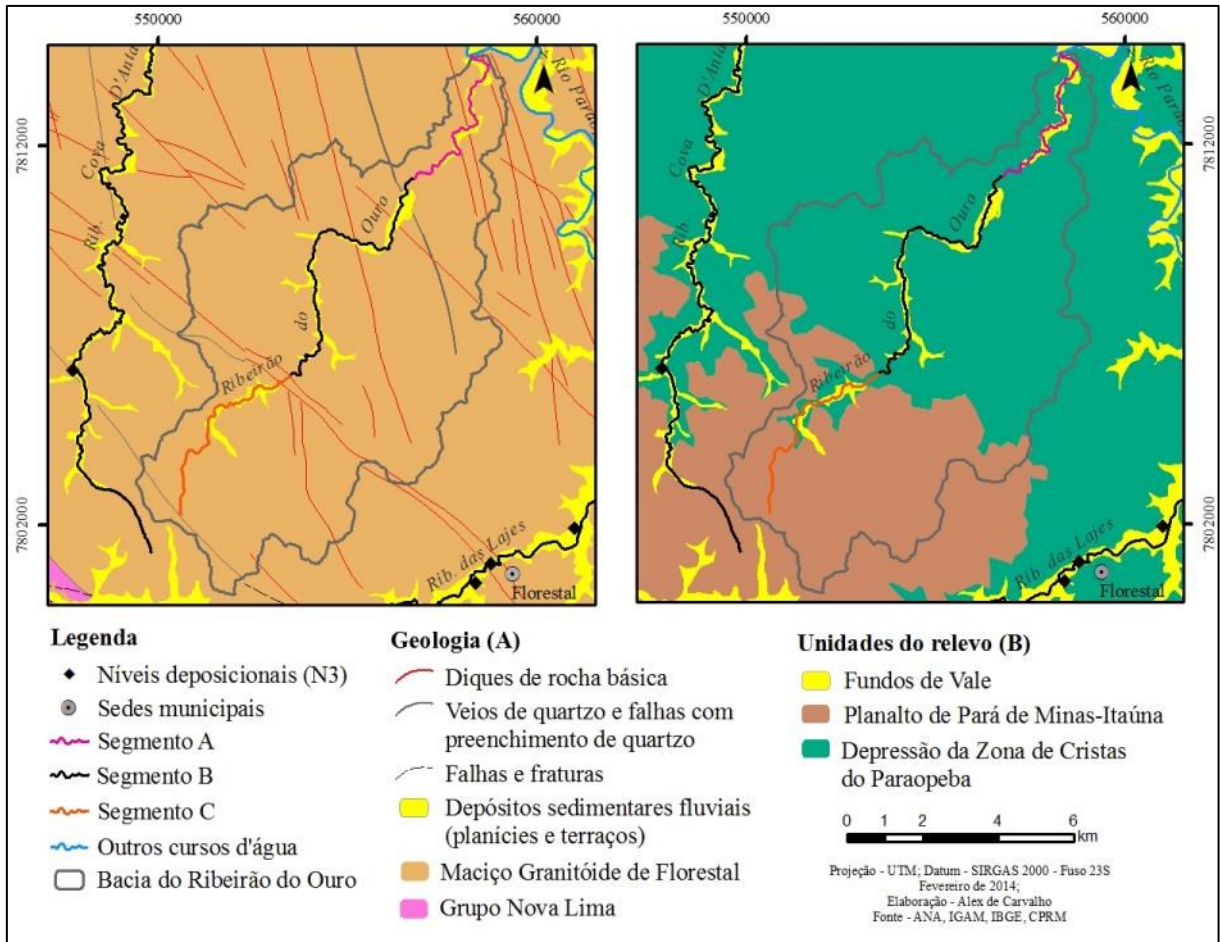 550000
560000
550000
560000
7812000
7802000
7812000
7802000
Rib. Cova D'Anta
Ribeirão do Ouro
Rib. das Lajes
Florestal
Rib. Cova D'Anta
Ribeirão do Ouro
Rib. das Lajes
Florestal
Legenda
Níveis deposicionais (N3)
Sedes municipais
Segmento A
Segmento B
Segmento C
Outros cursos d'água
Bacia do Ribeirão do Ouro
Geologia (A)
Diques de rocha básica
Veios de quartzo e falhas com
preenchimento de quartzo
Falhas e fraturas
Depósitos sedimentares fluviais
(planícies e terraços)
Maciço Granitóide de Florestal
Grupo Nova Lima
Unidades do relevo (B)
Fundos de Vale
Planalto de Pará de Minas-Itaúna
Depressão da Zona de Cristas
do Paraopeba
0 1 2 4 6
km
Projeção - UTM; Datum - SIRGAS 2000 - Fuso 23S
Fevereiro de 2014;
Elaboração - Alex de Carvalho
Fonte - ANA, IGAM, IBGE, CPRM